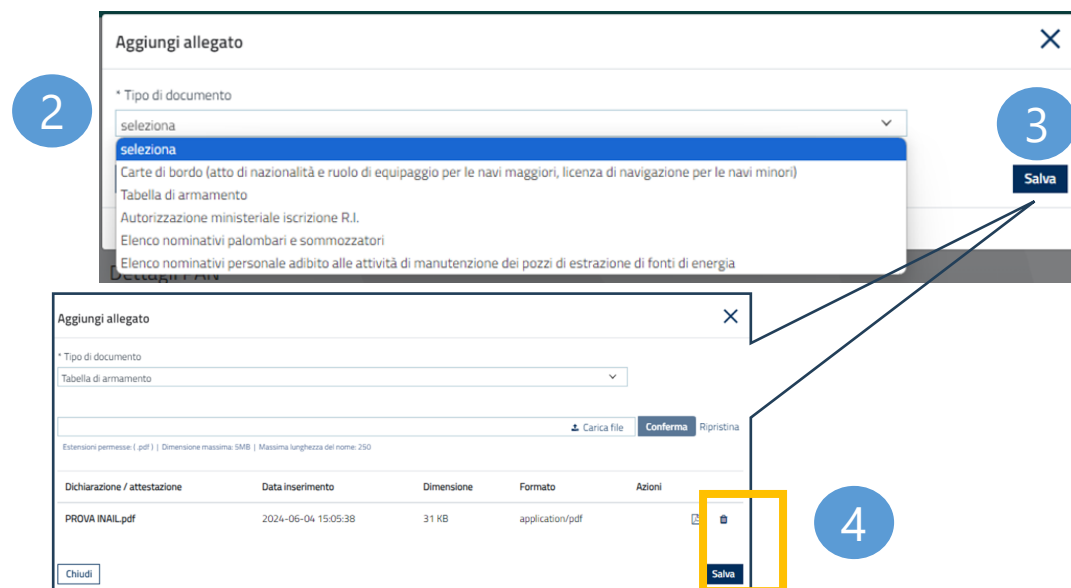 Aggiungi allegato
* Tipo di documento
2
seleziona
3
seleziona
Carte di bordo (atto di nazionalità e ruolo di equipaggio per le navi maggiori, licenza di navigazione per le navi minori)
Salva
Tabella di armamento
Autorizzazione ministeriale iscrizione R.I.
Elenco nominativi palombari e sommozzatori
Elenco nominativi personale adibito alle attività di manutenzione dei pozzi di estrazione di fonti di energia
Dettagli PAN
Aggiungi allegato
* Tipo di documento
Tabella di armamento
Carica file Conferma Ripristina
Estensioni permesse: ( .pdf ) | Dimensione massima: 5MB | Massima lunghezza del nome: 250
Dichiarazione / attestazione Data inserimento Dimensione Formato Azioni
PROVA INAIL.pdf 2024-06-04 15:05:38 31 KB application/pdf
4
Chiudi Salva